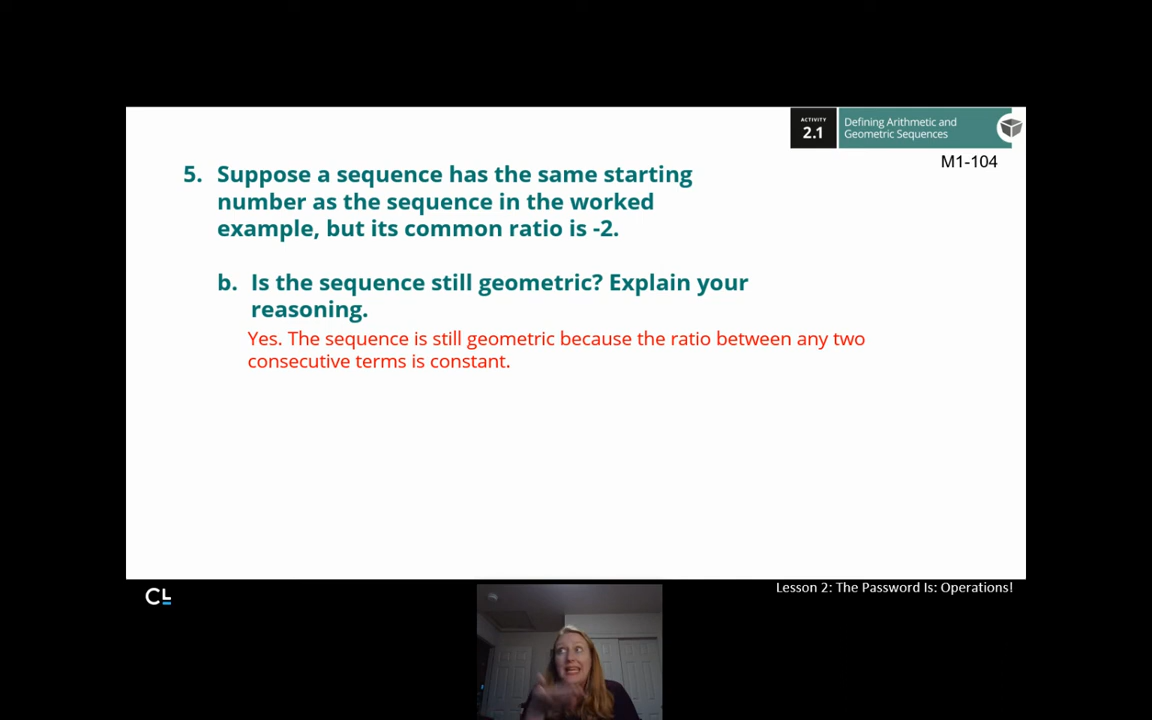 ACTIVITY
2.1
Defining Arithmetic and
Geometric Sequences
M1-104
5. Suppose a sequence has the same starting
number as the sequence in the worked
example, but its common ratio is -2.
b. Is the sequence still geometric? Explain your
reasoning.
Yes. The sequence is still geometric because the ratio between any two
consecutive terms is constant.
CL
Lesson 2: The Password Is: Operations!